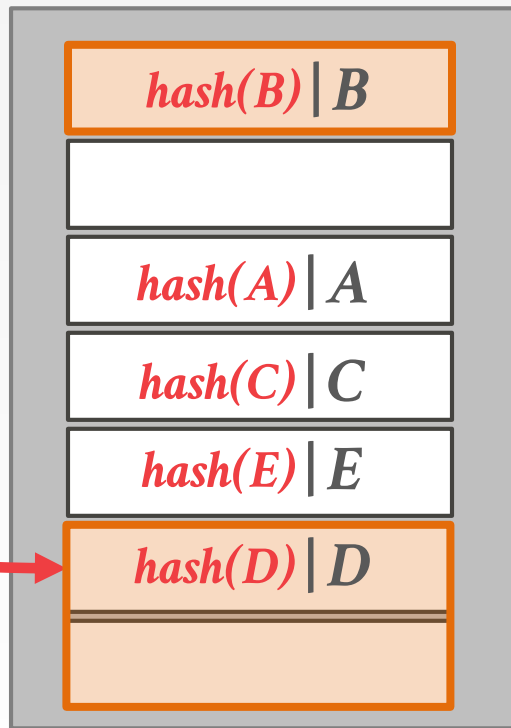 hash(B) | B
hash(A) | A
hash(C) | C
hash(E) | E
hash(D) | D